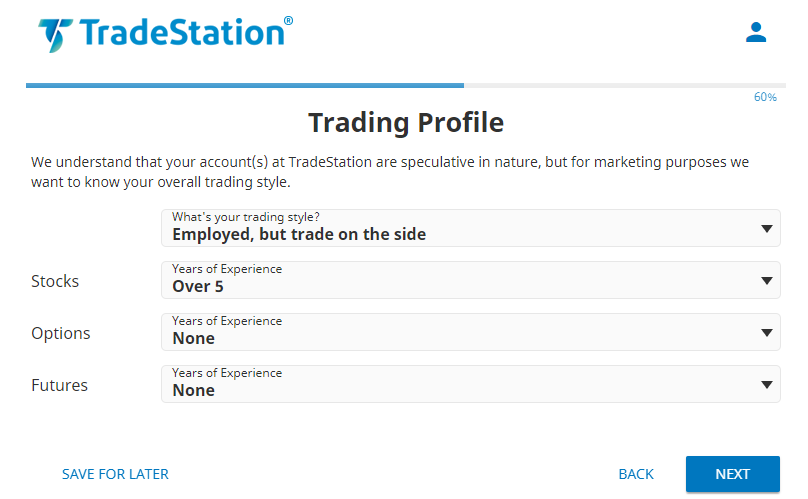 TradeStation®
60%
Trading Profile
We understand that your account(s) at TradeStation are speculative in nature, but for marketing purposes we
want to know your overall trading style.
What's your trading style?
Employed, but trade on the side
Stocks
Years of Experience
Over 5
Options
Years of Experience
None
Futures
Years of Experience
None
SAVE FOR LATER
BACK
NEXT